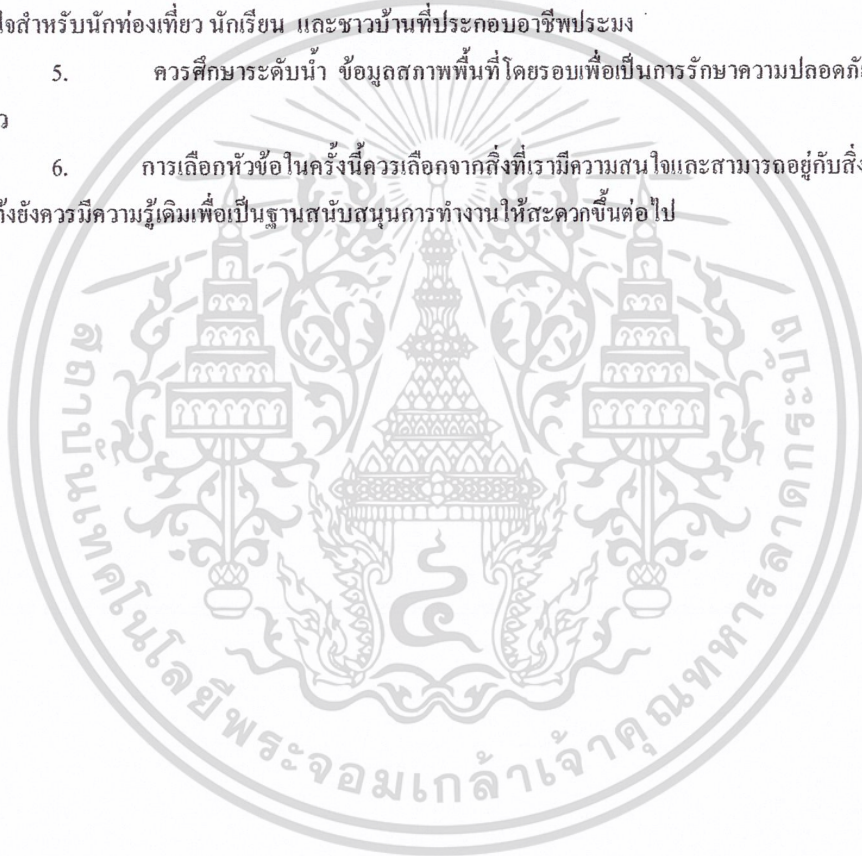 ใจสำหรับนักท่องเที่ยว นักเรียน และชาวบ้านที่ประกอบอาชีพประมง
5. ควรศึกษาระดับน้ำ ข้อมูลสภาพพื้นที่โดยรอบเพื่อเป็นการรักษาความปลอดภัย
ว
6. การเลือกหัวข้อในครั้งนี้ควรเลือกจากสิ่งที่เรามีความสนใจและสามารถอยู่กับสิ่ง
ทั้งยังควรมีความรู้เดิมเพื่อเป็นฐานสนับสนุนการทำงานให้สะดวกขึ้นต่อไป
สถาบันเทคโนโลยีพระจอมเกล้าเจ้าคุณทหารลาดกระบัง